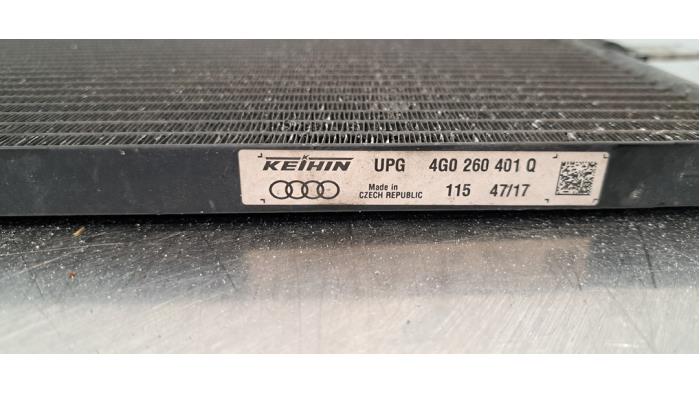 KEIHIN UPG 4G0 260 401 Q
Made in
CZECH REPUBLIC 115 47/17